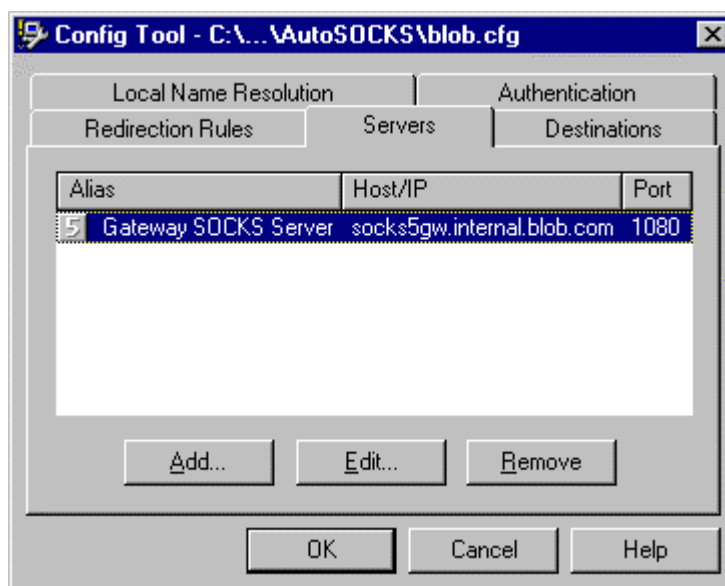 Config Tool - C:\...\AutoSOCKS\blob.cfg
Local Name Resolution Authentication
Redirection Rules Servers Destinations
Alias Host/IP Port
5 Gateway SOCKS Server socks5gw.internal.blob.com 1080
Add... Edit... Remove
OK Cancel Help